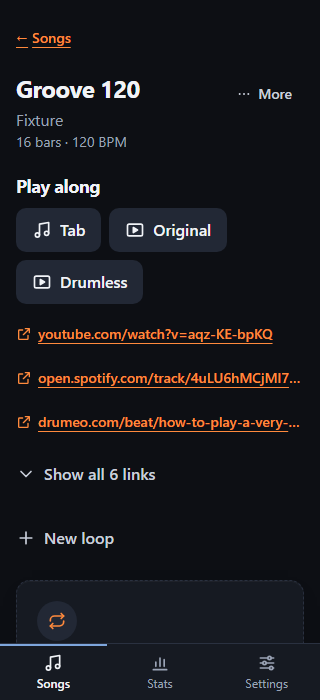 ← Songs
Groove 120
··· More
Fixture
16 bars · 120 BPM
Play along
Tab
Original
Drumless
youtube.com/watch?v=aqz-KE-bpKQ
open.spotify.com/track/4uLU6hMCjMI7...
drumeo.com/beat/how-to-play-a-very-...
Show all 6 links
New loop
Songs
Stats
Settings